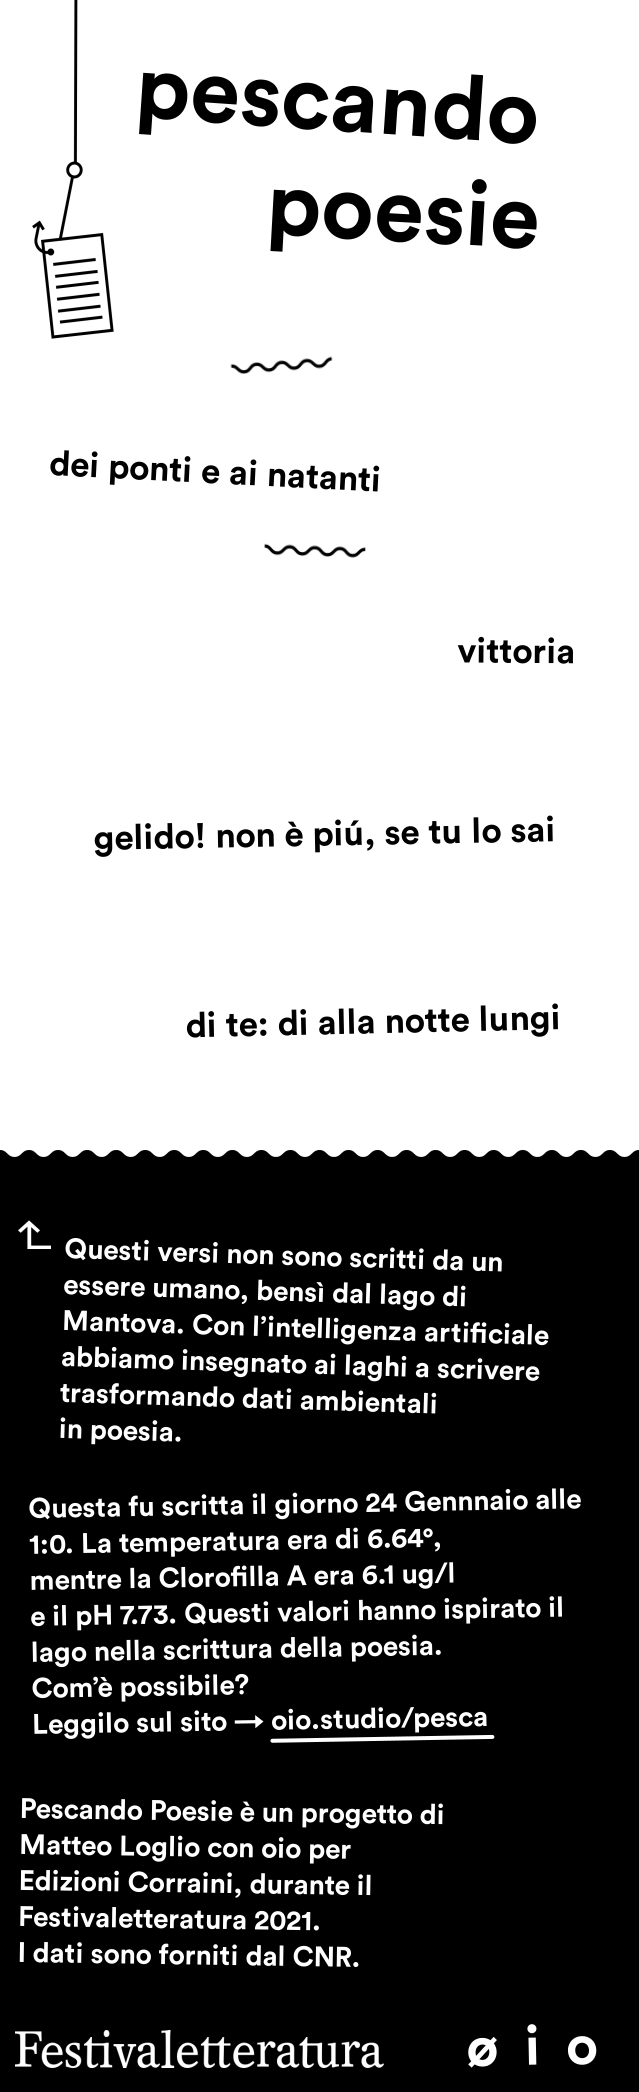 pescando
poesie
dei ponti e ai natanti
vittoria
gelido! non è piú, se tu lo sai
di te: di alla notte lungi
Questi versi non sono scritti da un
essere umano, bensì dal lago di
Mantova. Con l’intelligenza artificiale
abbiamo insegnato ai laghi a scrivere
trasformando dati ambientali
in poesia.
Questa fu scritta il giorno 24 Gennnaio alle
1:0. La temperatura era di 6.64°,
mentre la Clorofilla A era 6.1 ug/l
e il pH 7.73. Questi valori hanno ispirato il
lago nella scrittura della poesia.
Com’è possibile?
Leggilo sul sito → oio.studio/pesca
Pescando Poesie è un progetto di
Matteo Loglio con oio per
Edizioni Corraini, durante il
Festivaletteratura 2021.
I dati sono forniti dal CNR.
Festivaletteratura ø i o